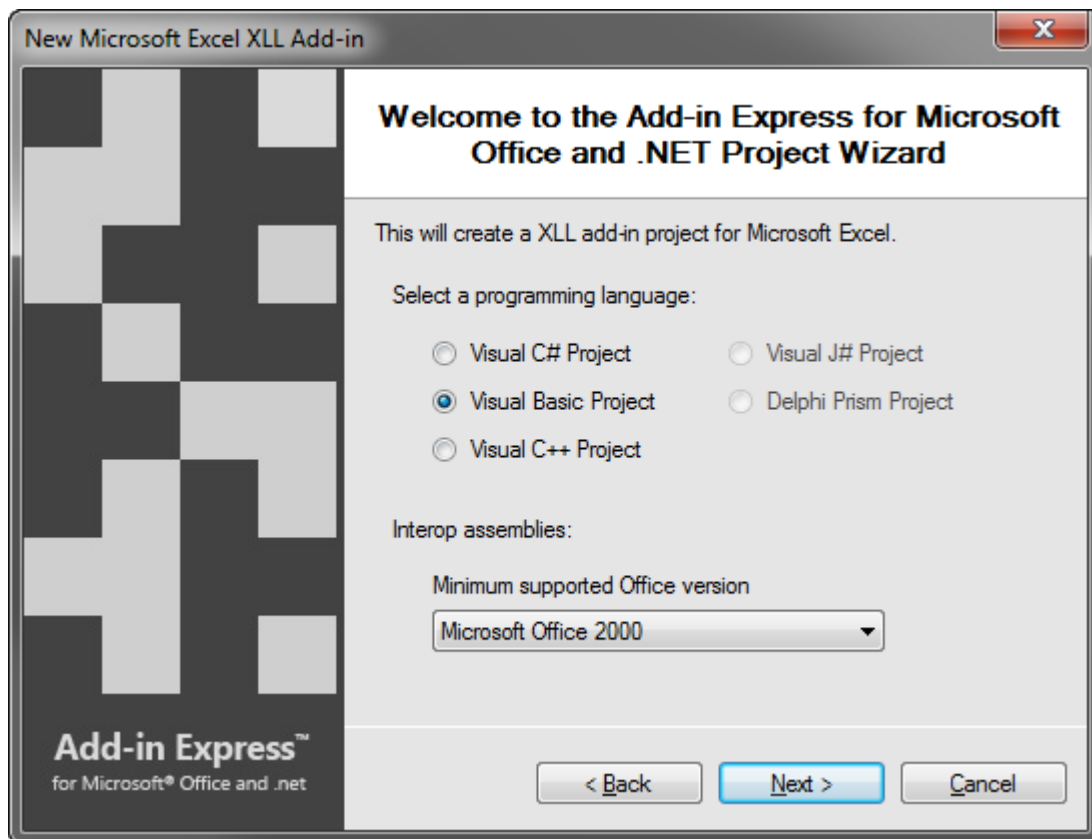 New Microsoft Excel XLL Add-in
Welcome to the Add-in Express for Microsoft
Office and .NET Project Wizard
This will create a XLL add-in project for Microsoft Excel.
Select a programming language:
Visual C# Project
Visual J# Project
Visual Basic Project
Delphi Prism Project
Visual C++ Project
Interop assemblies:
Minimum supported Office version
Microsoft Office 2000
Add-in Express™
for Microsoft® Office and .net
< Back
Next >
Cancel